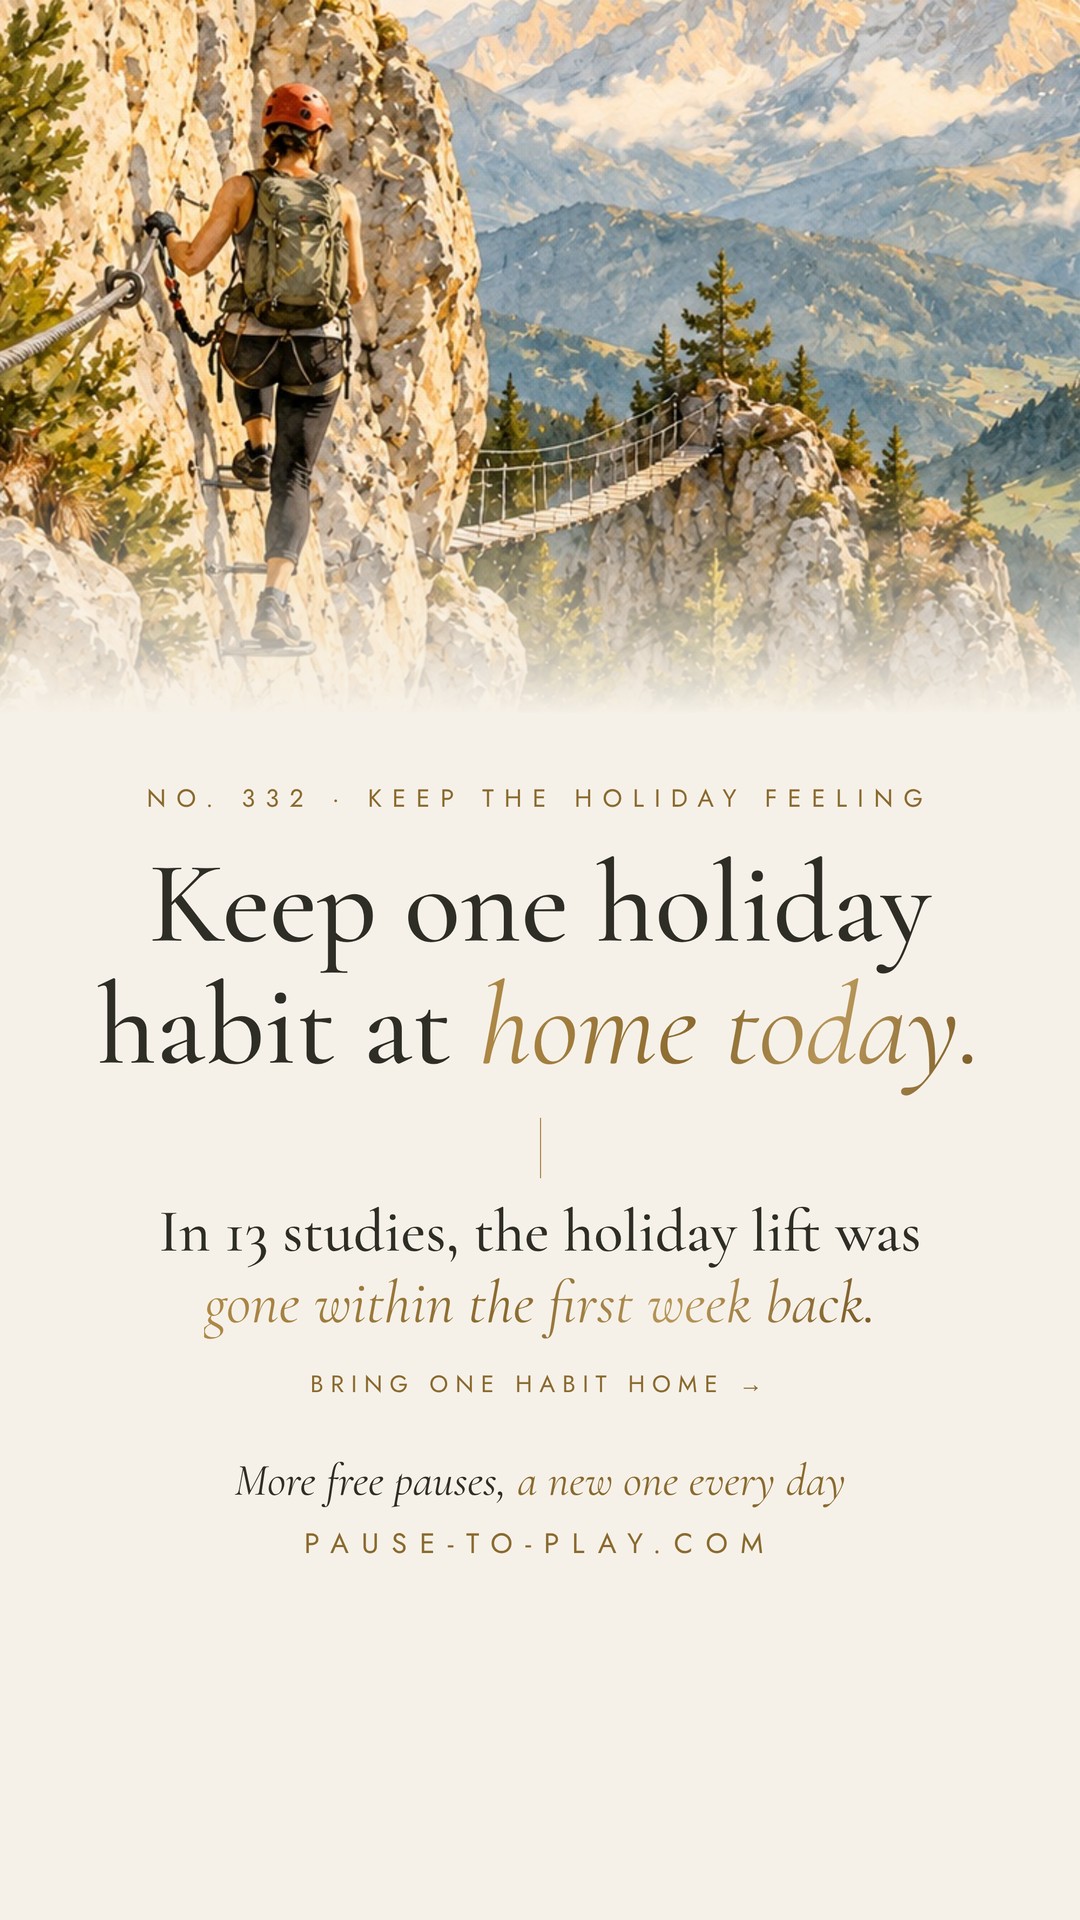 NO. 332 · KEEP THE HOLIDAY FEELING
Keep one holiday
habit at home today.
In 13 studies, the holiday lift was
gone within the first week back.
BRING ONE HABIT HOME →
More free pauses, a new one every day
PAUSE-TO-PLAY.COM